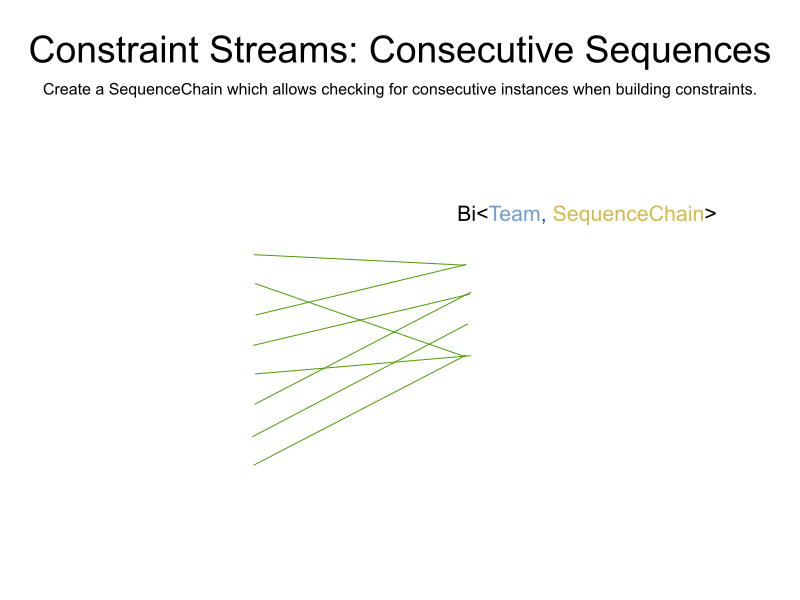 Constraint Streams: Consecutive Sequences
Create a SequenceChain which allows checking for consecutive instances when building constraints.
Bi<Team, SequenceChain>